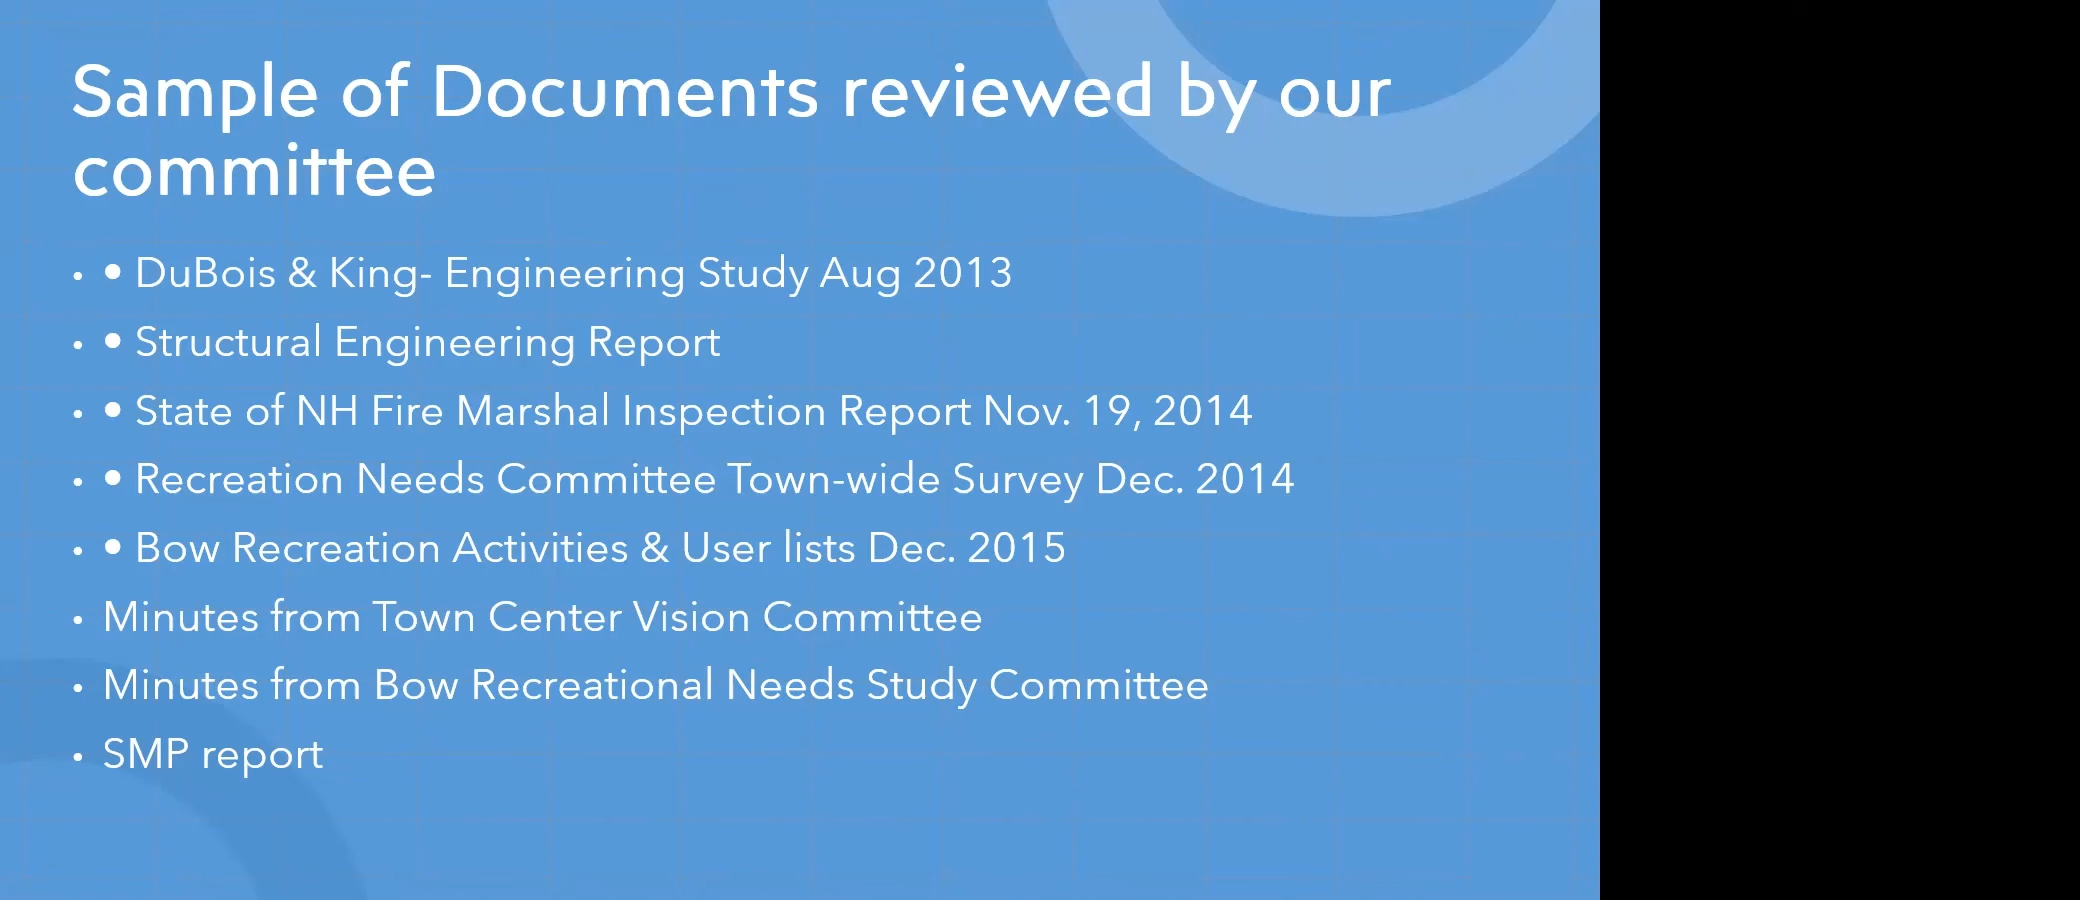 Sample of Documents reviewed by our
committee
• • DuBois & King- Engineering Study Aug 2013
• • Structural Engineering Report
• • State of NH Fire Marshal Inspection Report Nov. 19, 2014
• • Recreation Needs Committee Town-wide Survey Dec. 2014
• • Bow Recreation Activities & User lists Dec. 2015
• Minutes from Town Center Vision Committee
• Minutes from Bow Recreational Needs Study Committee
• SMP report